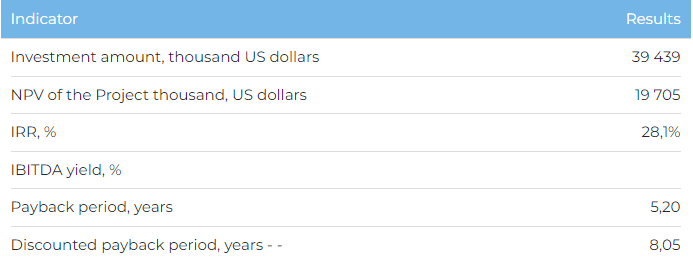 Indicator Results
Investment amount, thousand US dollars 39 439
NPV of the Project thousand, US dollars 19 705
IRR, % 28,1%
IBITDA yield, %
Payback period, years 5,20
Discounted payback period, years - - 8,05